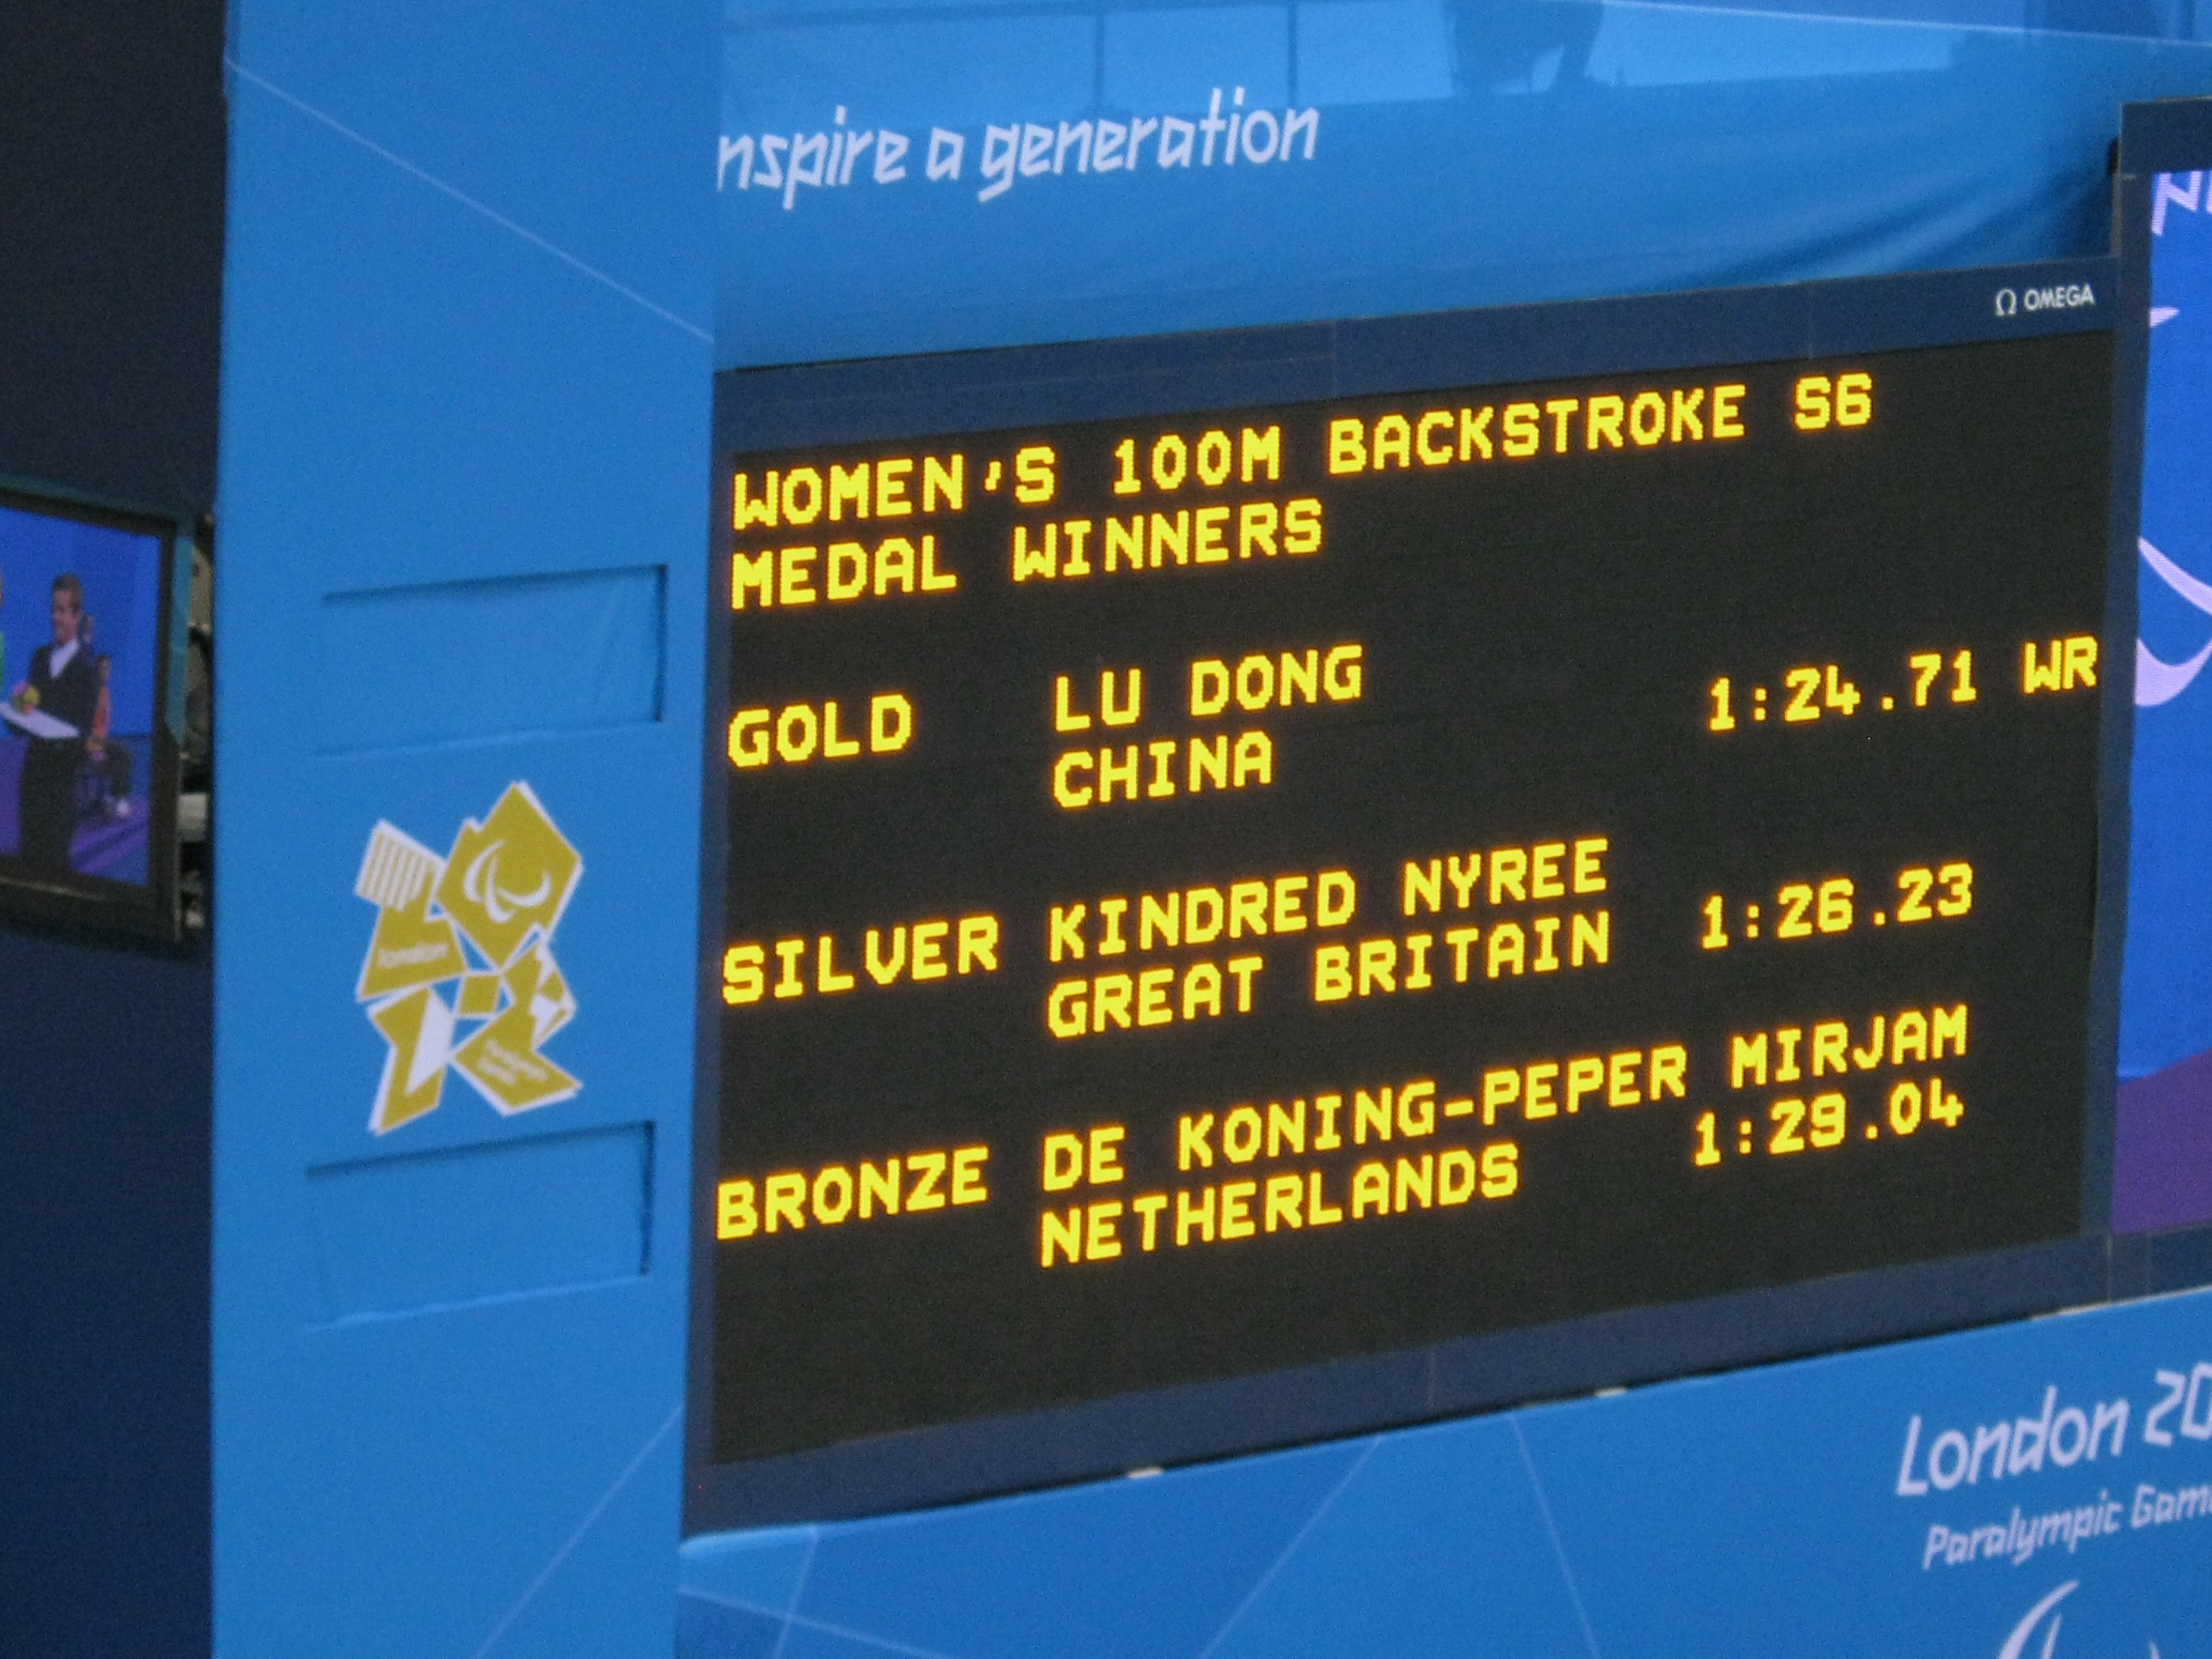 nspire a generation
Ω OMEGA
WOMEN'S 100M BACKSTROKE S6
MEDAL WINNERS
GOLD LU DONG 1:24.71 WR
CHINA
SILVER KINDRED NYREE 1:26.23
GREAT BRITAIN
BRONZE DE KONING-PEPER MIRJAM
NETHERLANDS 1:29.04
london
London 20
Paralympic Gam